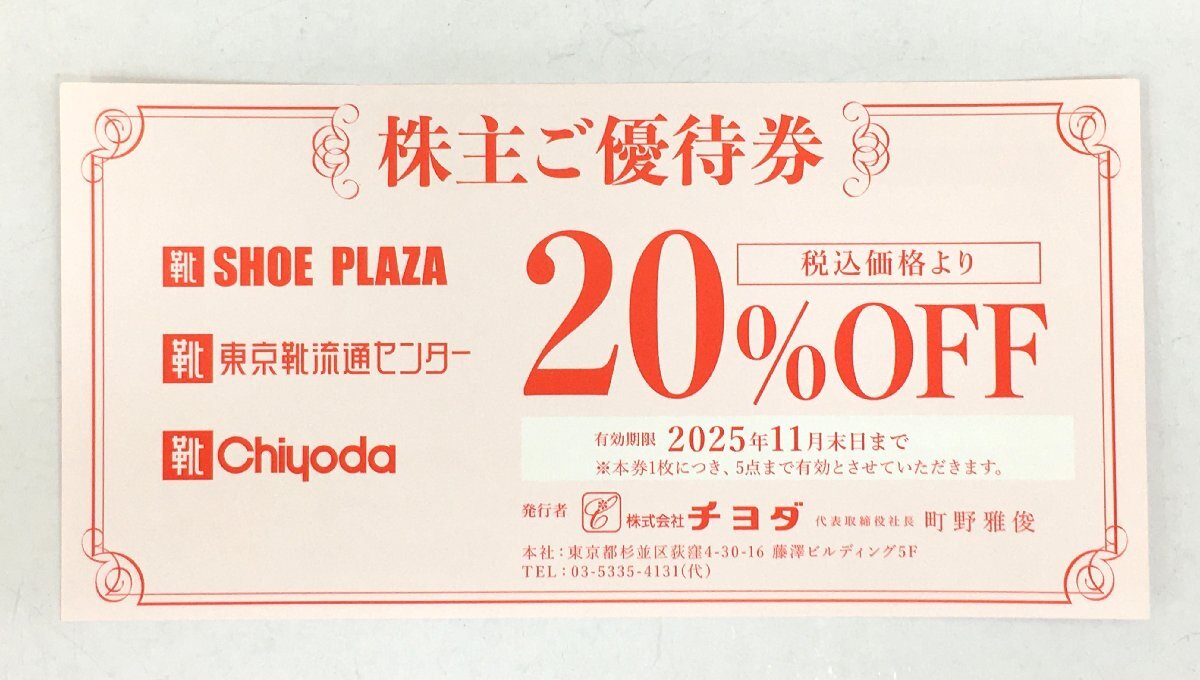 株主ご優待券
靴 SHOE PLAZA
靴 東京靴流通センター
靴 Chiyoda
税込価格より
20%OFF
有効期限 2025年11月末日まで
※本券1枚につき、5点まで有効とさせていただきます。
発行者 株式会社 チヨダ 代表取締役社長 町野雅俊
本社:東京都杉並区荻窪4-30-16 藤澤ビルディング5F
TEL:03-5335-4131(代)